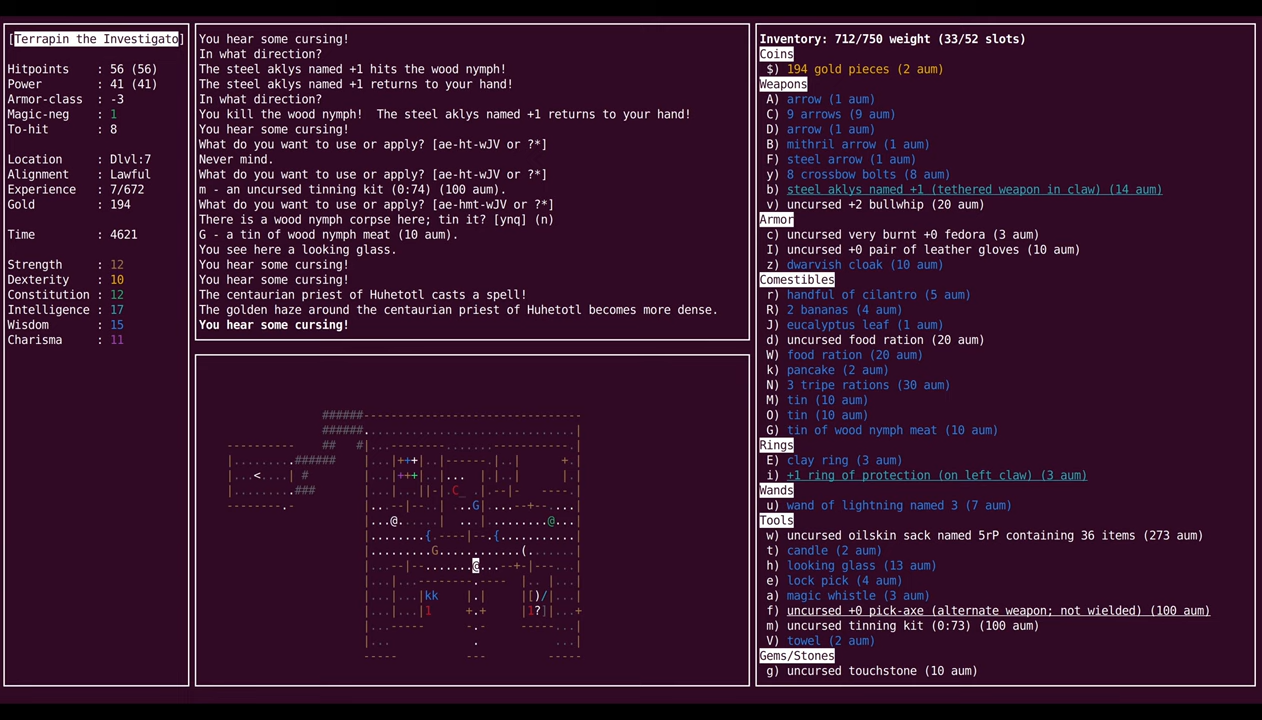 [Terrapin the Investigato]
Hitpoints : 56 (56)
Power : 41 (41)
Armor-class : -3
Magic-neg : 1
To-hit : 8
Location : Dlvl:7
Alignment : Lawful
Experience : 7/672
Gold : 194
Time : 4621
Strength : 12
Dexterity : 10
Constitution : 12
Intelligence : 17
Wisdom : 15
Charisma : 11
You hear some cursing!
In what direction?
The steel aklys named +1 hits the wood nymph!
The steel aklys named +1 returns to your hand!
In what direction?
You kill the wood nymph!  The steel aklys named +1 returns to your hand!
You hear some cursing!
What do you want to use or apply? [ae-ht-wJV or ?*]
Never mind.
What do you want to use or apply? [ae-ht-wJV or ?*]
m - an uncursed tinning kit (0:74) (100 aum).
What do you want to use or apply? [ae-hmt-wJV or ?*]
There is a wood nymph corpse here; tin it? [ynq] (n)
G - a tin of wood nymph meat (10 aum).
You see here a looking glass.
You hear some cursing!
You hear some cursing!
The centaurian priest of Huhetotl casts a spell!
The golden haze around the centaurian priest of Huhetotl becomes more dense.
You hear some cursing!
Inventory: 712/750 weight (33/52 slots)
Coins
$) 194 gold pieces (2 aum)
Weapons
A) arrow (1 aum)
C) 9 arrows (9 aum)
D) arrow (1 aum)
B) mithril arrow (1 aum)
F) steel arrow (1 aum)
y) 8 crossbow bolts (8 aum)
b) steel aklys named +1 (tethered weapon in claw) (14 aum)
v) uncursed +2 bullwhip (20 aum)
Armor
c) uncursed very burnt +0 fedora (3 aum)
I) uncursed +0 pair of leather gloves (10 aum)
z) dwarvish cloak (10 aum)
Comestibles
r) handful of cilantro (5 aum)
R) 2 bananas (4 aum)
J) eucalyptus leaf (1 aum)
d) uncursed food ration (20 aum)
W) food ration (20 aum)
k) pancake (2 aum)
N) 3 tripe rations (30 aum)
M) tin (10 aum)
O) tin (10 aum)
G) tin of wood nymph meat (10 aum)
Rings
E) clay ring (3 aum)
i) +1 ring of protection (on left claw) (3 aum)
Wands
u) wand of lightning named 3 (7 aum)
Tools
w) uncursed oilskin sack named 5rP containing 36 items (273 aum)
t) candle (2 aum)
h) looking glass (13 aum)
e) lock pick (4 aum)
a) magic whistle (3 aum)
f) uncursed +0 pick-axe (alternate weapon; not wielded) (100 aum)
m) uncursed tinning kit (0:73) (100 aum)
V) towel (2 aum)
Gems/Stones
g) uncursed touchstone (10 aum)